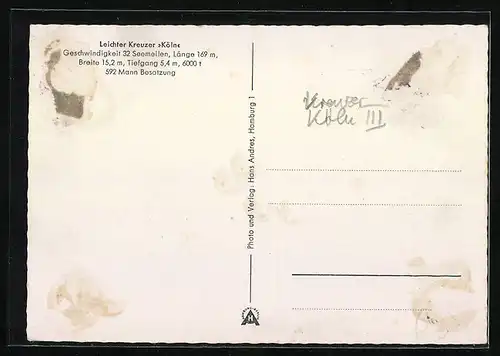 Leichter Kreuzer »Köln«
Geschwindigkeit 32 Seemeilen, Länge 169 m,
Breite 15,2 m, Tiefgang 5,4 m, 6000 t
592 Mann Besatzung
Kreuzer
Köln III
Photo und Verlag: Hans Andres, Hamburg 1